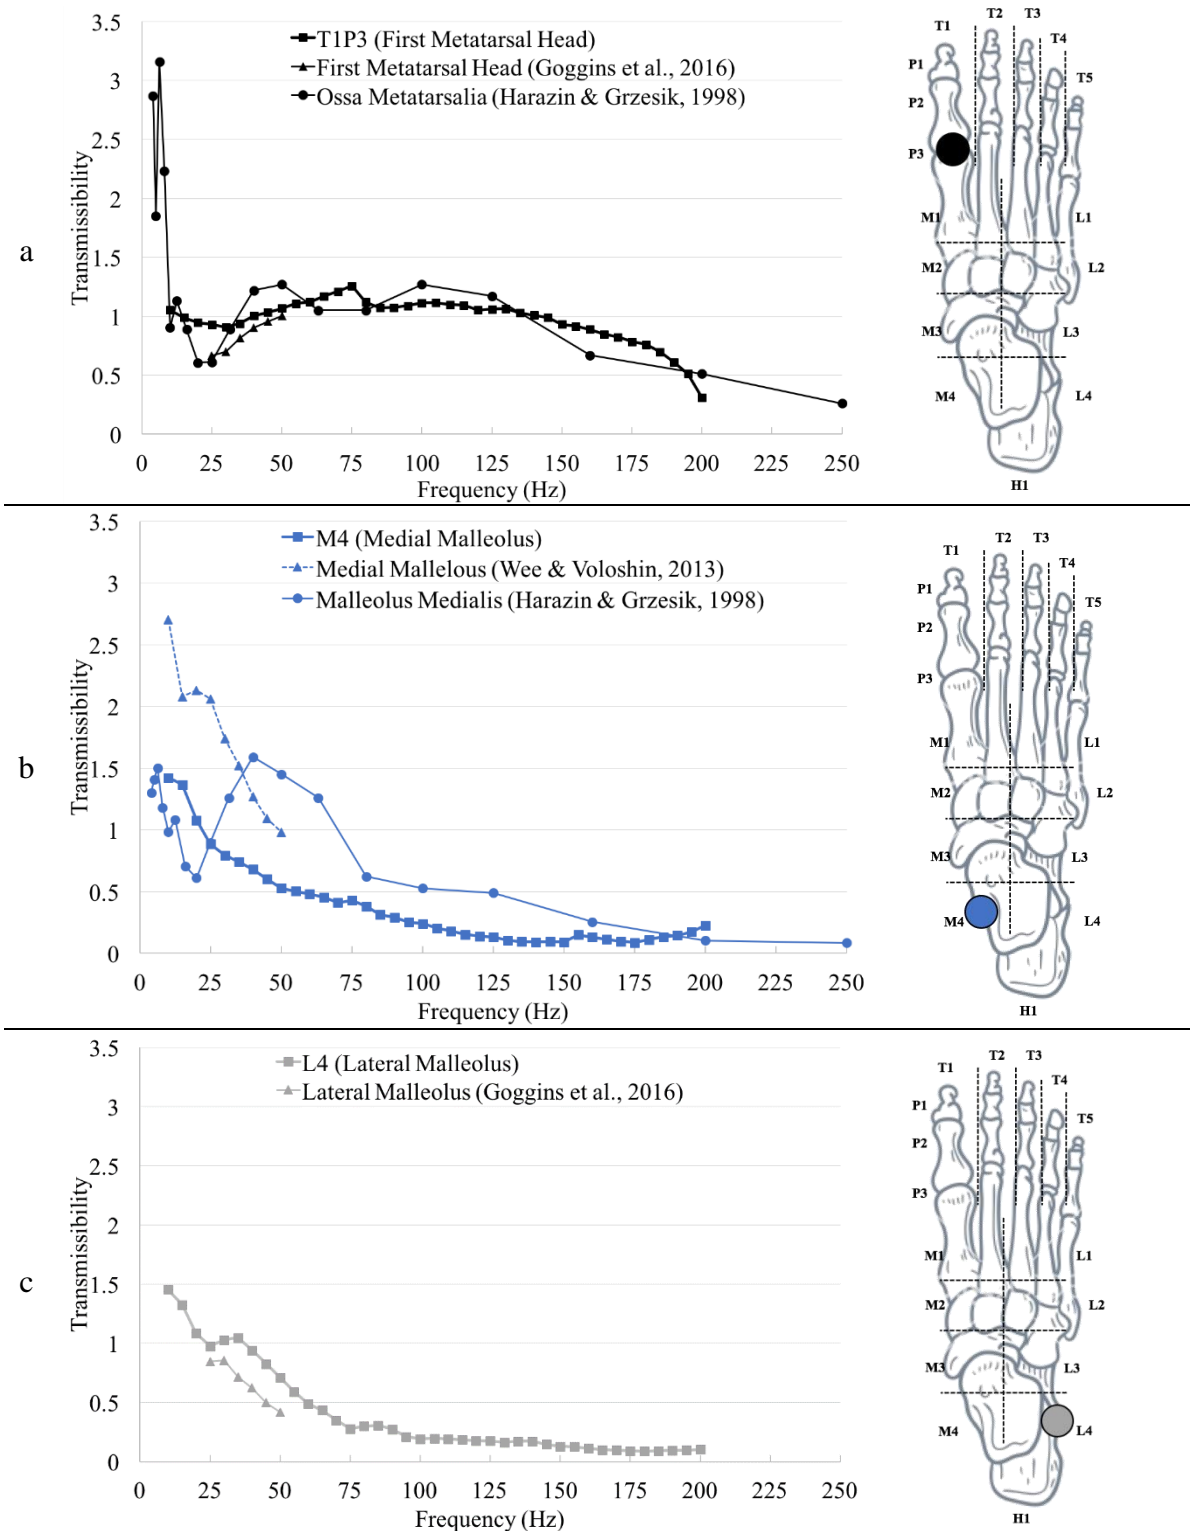 a
Transmissibility
3.5
3
2.5
2
1.5
1
0.5
0
T1P3 (First Metatarsal Head)
First Metatarsal Head (Goggins et al., 2016)
Ossa Metatarsalia (Harazin & Grzesik, 1998)
0 25 50 75 100 125 150 175 200 225 250
Frequency (Hz)
T1 T2 T3 T4 T5
P1
P2
P3
M1 L1
M2 L2
M3 L3
M4 L4
H1
b
Transmissibility
3.5
3
2.5
2
1.5
1
0.5
0
M4 (Medial Malleolus)
Medial Mallelous (Wee & Voloshin, 2013)
Malleolus Medialis (Harazin & Grzesik, 1998)
0 25 50 75 100 125 150 175 200 225 250
Frequency (Hz)
T1 T2 T3 T4 T5
P1
P2
P3
M1 L1
M2 L2
M3 L3
M4 L4
H1
c
Transmissibility
3.5
3
2.5
2
1.5
1
0.5
0
L4 (Lateral Malleolus)
Lateral Malleolus (Goggins et al., 2016)
0 25 50 75 100 125 150 175 200 225 250
Frequency (Hz)
T1 T2 T3 T4 T5
P1
P2
P3
M1 L1
M2 L2
M3 L3
M4 L4
H1